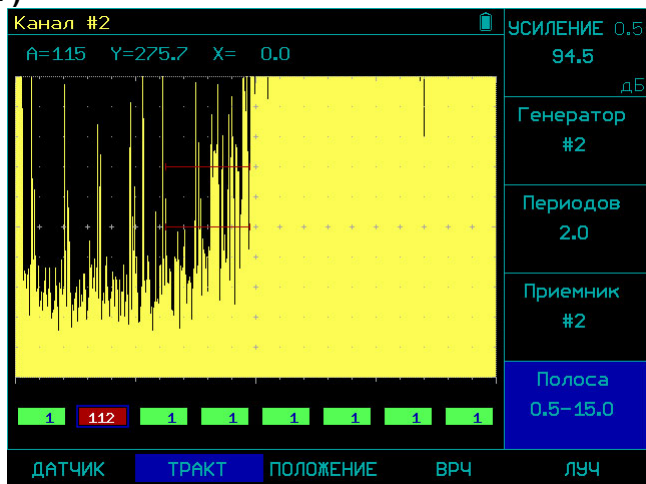 Канал #2
A=115 Y=275.7 X= 0.0
УСИЛЕНИЕ 0.5
94.5
дБ
Генератор
#2
Периодов
2.0
Приемник
#2
Полоса
0.5-15.0
1 112 1 1 1 1 1 1
ДАТЧИК ТРАКТ ПОЛОЖЕНИЕ ВРЧ ЛУЧ